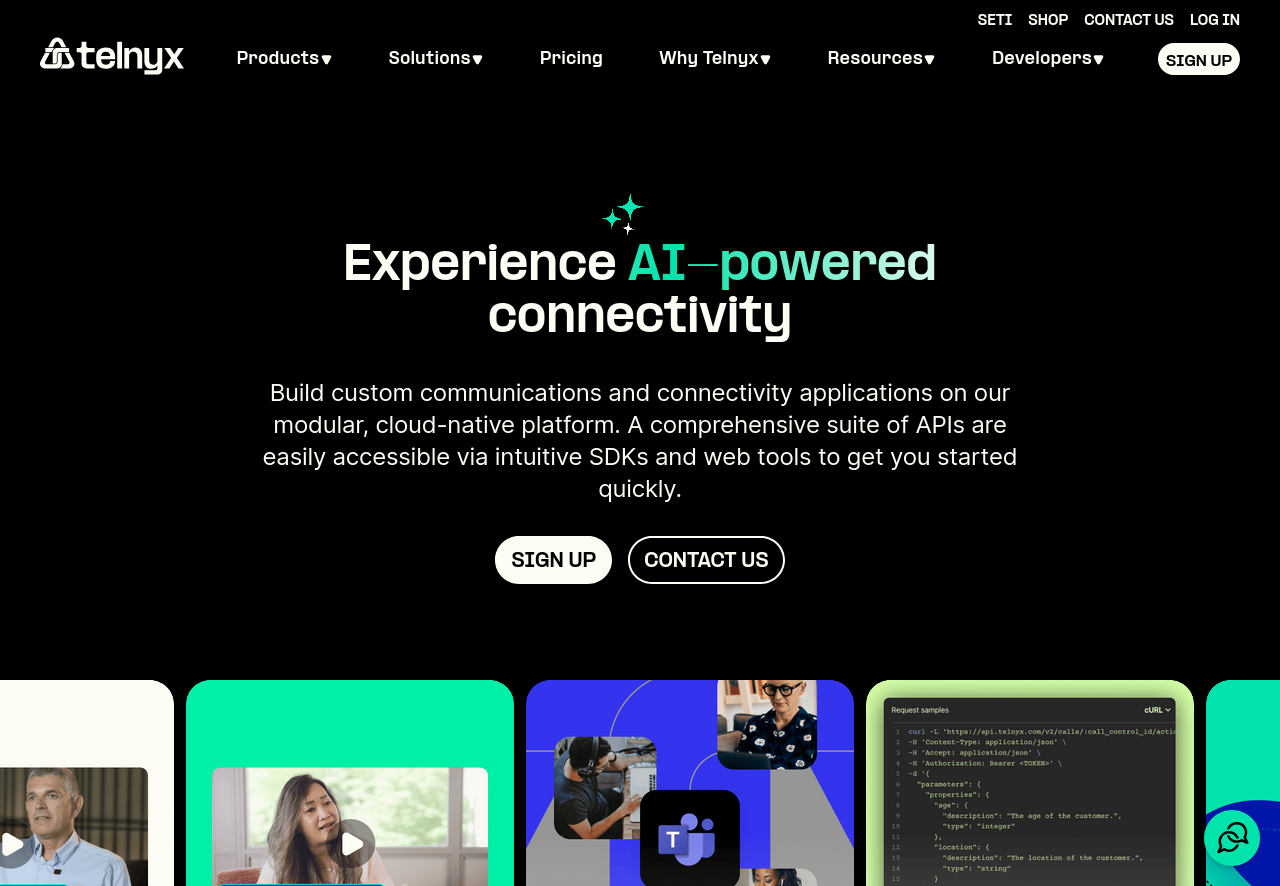 SETI SHOP CONTACT US LOG IN
telnyx Products Solutions Pricing Why Telnyx Resources Developers SIGN UP
Experience AI-powered
connectivity
Build custom communications and connectivity applications on our
modular, cloud-native platform. A comprehensive suite of APIs are
easily accessible via intuitive SDKs and web tools to get you started
quickly.
SIGN UP CONTACT US
T
Request samples cURL
1 curl -L 'https://api.telnyx.com/v2/calls/:call_control_id/actio
2 -H 'Content-Type: application/json' \
3 -H 'Accept: application/json' \
4 -H 'Authorization: Bearer <TOKEN>' \
5 -d '{
6 "parameters": {
7 "properties": {
8 "age": {
9 "description": "The age of the customer.",
10 "type": "integer"
11 },
12 "location": {
13 "description": "The location of the customer.",
14 "type": "string"
15 }